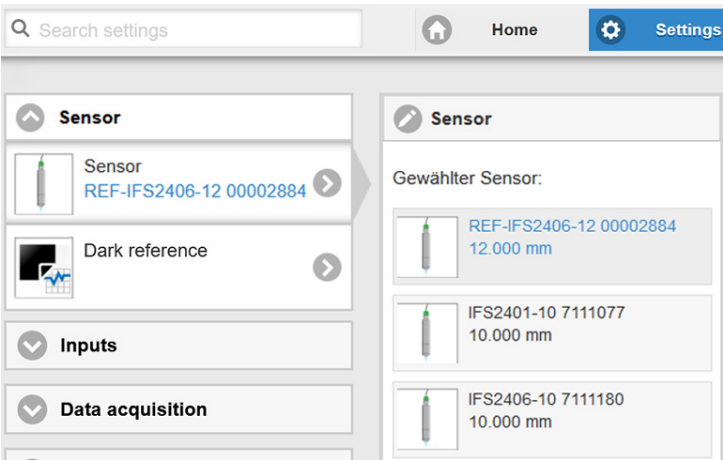 Search settings
Home
Settings
Sensor
Sensor
REF-IFS2406-12 00002884
Dark reference
Inputs
Data acquisition
Sensor
Gewählter Sensor:
REF-IFS2406-12 00002884
12.000 mm
IFS2401-10 7111077
10.000 mm
IFS2406-10 7111180
10.000 mm